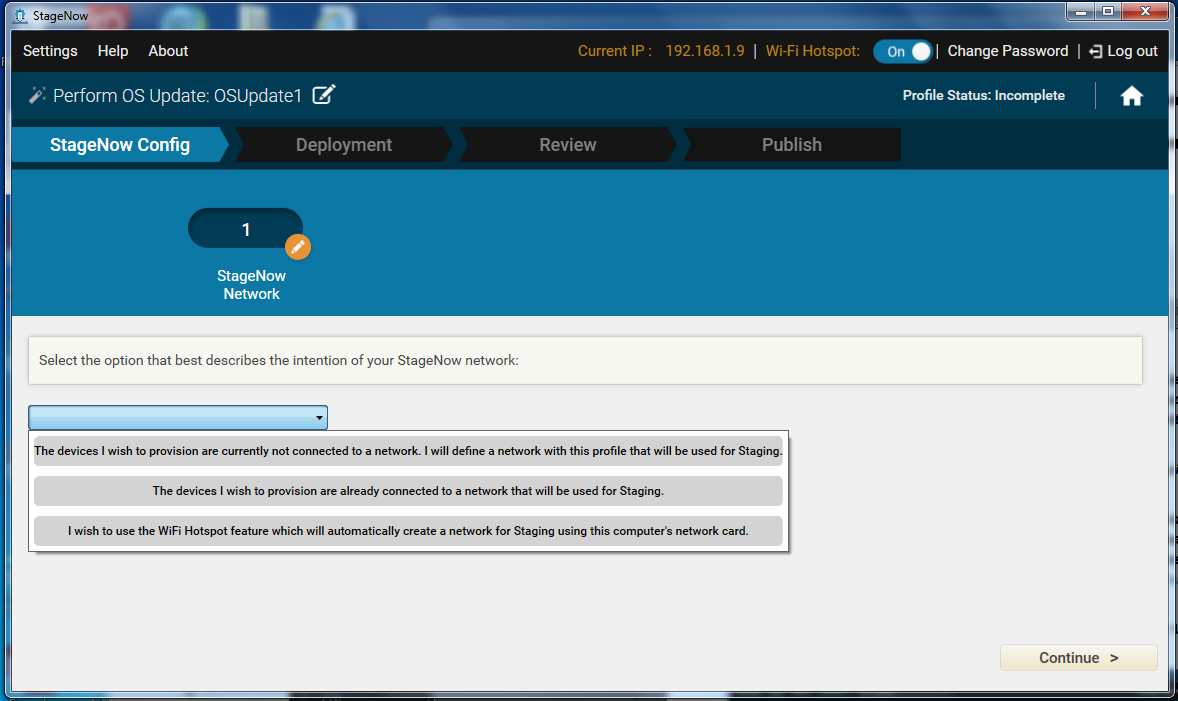 StageNow
Settings Help About Current IP : 192.168.1.9 | Wi-Fi Hotspot: On | Change Password | Log out
Perform OS Update: OSUpdate1 Profile Status: Incomplete
StageNow Config Deployment Review Publish
1
StageNow
Network
Select the option that best describes the intention of your StageNow network:
The devices I wish to provision are currently not connected to a network. I will define a network with this profile that will be used for Staging.
The devices I wish to provision are already connected to a network that will be used for Staging.
I wish to use the WiFi Hotspot feature which will automatically create a network for Staging using this computer's network card.
Continue >